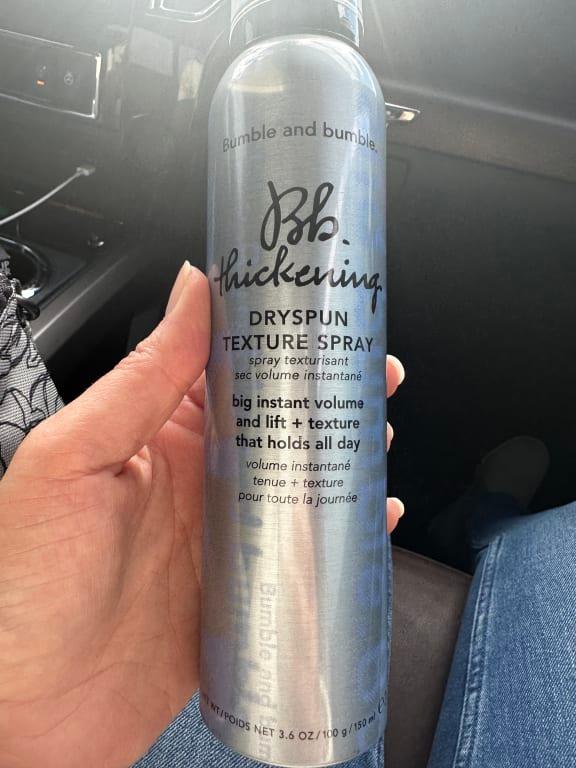 Bumble and bumble.
Bb.
thickening
DRYSPUN
TEXTURE SPRAY
spray texturisant
sec volume instantané
big instant volume
and lift + texture
that holds all day
volume instantané
tenue + texture
pour toute la journée
WT/POIDS NET 3.6 OZ/100 g/150 ml